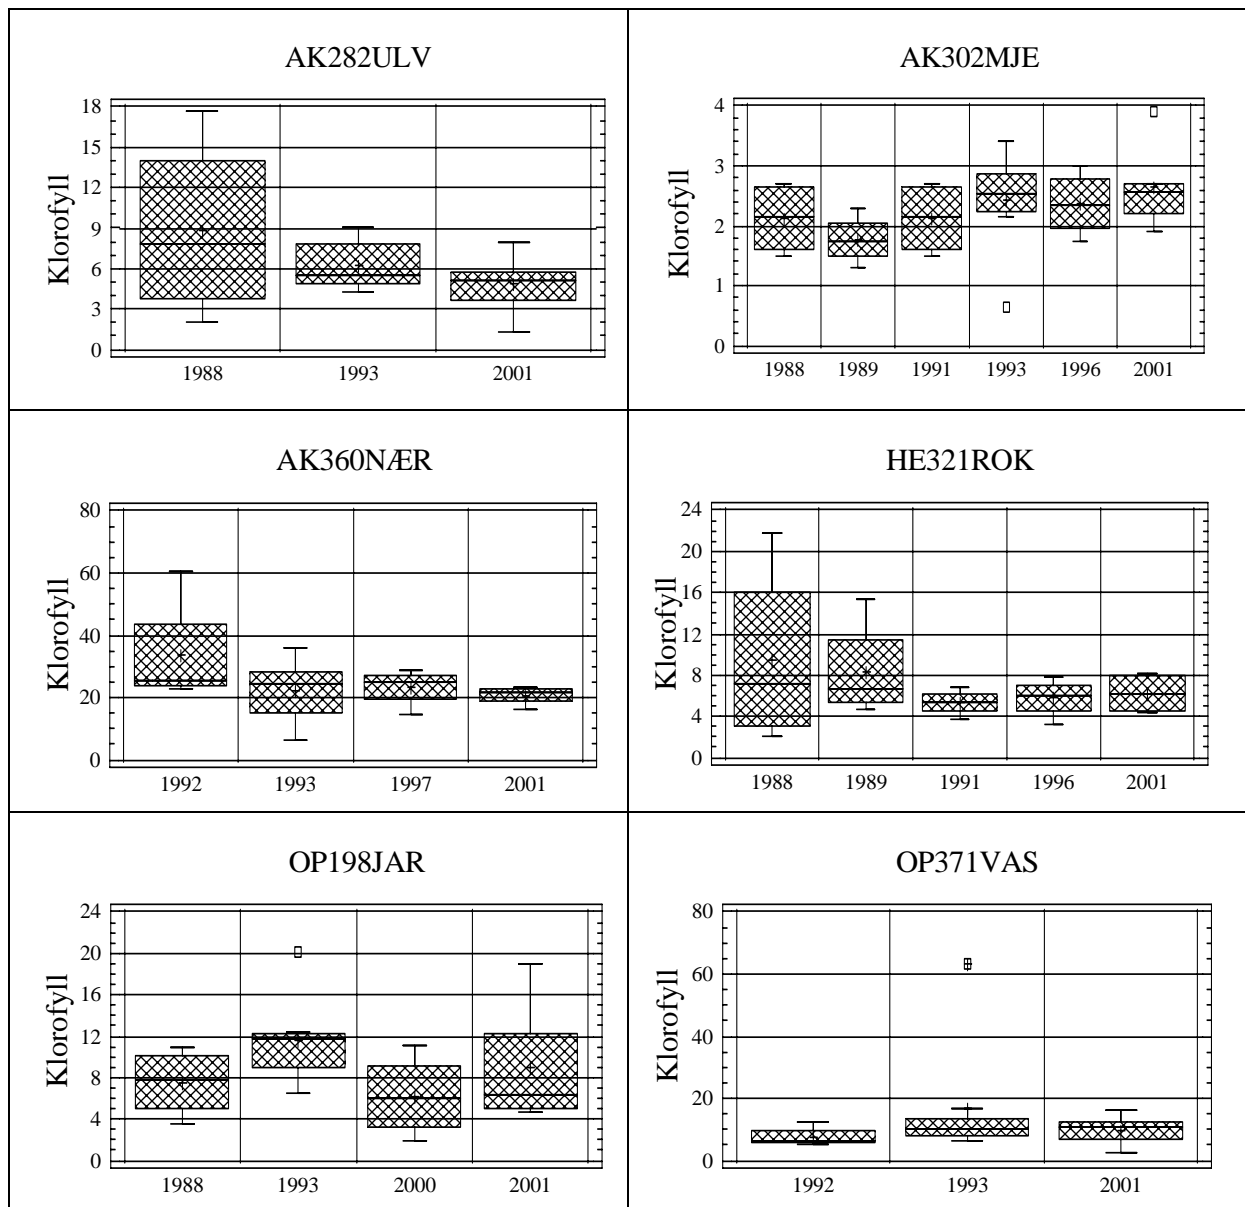 AK282ULV
Klorofyll
18
15
12
9
6
3
0
1988 1993 2001
AK302MJE
Klorofyll
4
3
2
1
0
1988 1989 1991 1993 1996 2001
AK360NÆR
Klorofyll
80
60
40
20
0
1992 1993 1997 2001
HE321ROK
Klorofyll
24
20
16
12
8
4
0
1988 1989 1991 1996 2001
OP198JAR
Klorofyll
24
20
16
12
8
4
0
1988 1993 2000 2001
OP371VAS
Klorofyll
80
60
40
20
0
1992 1993 2001